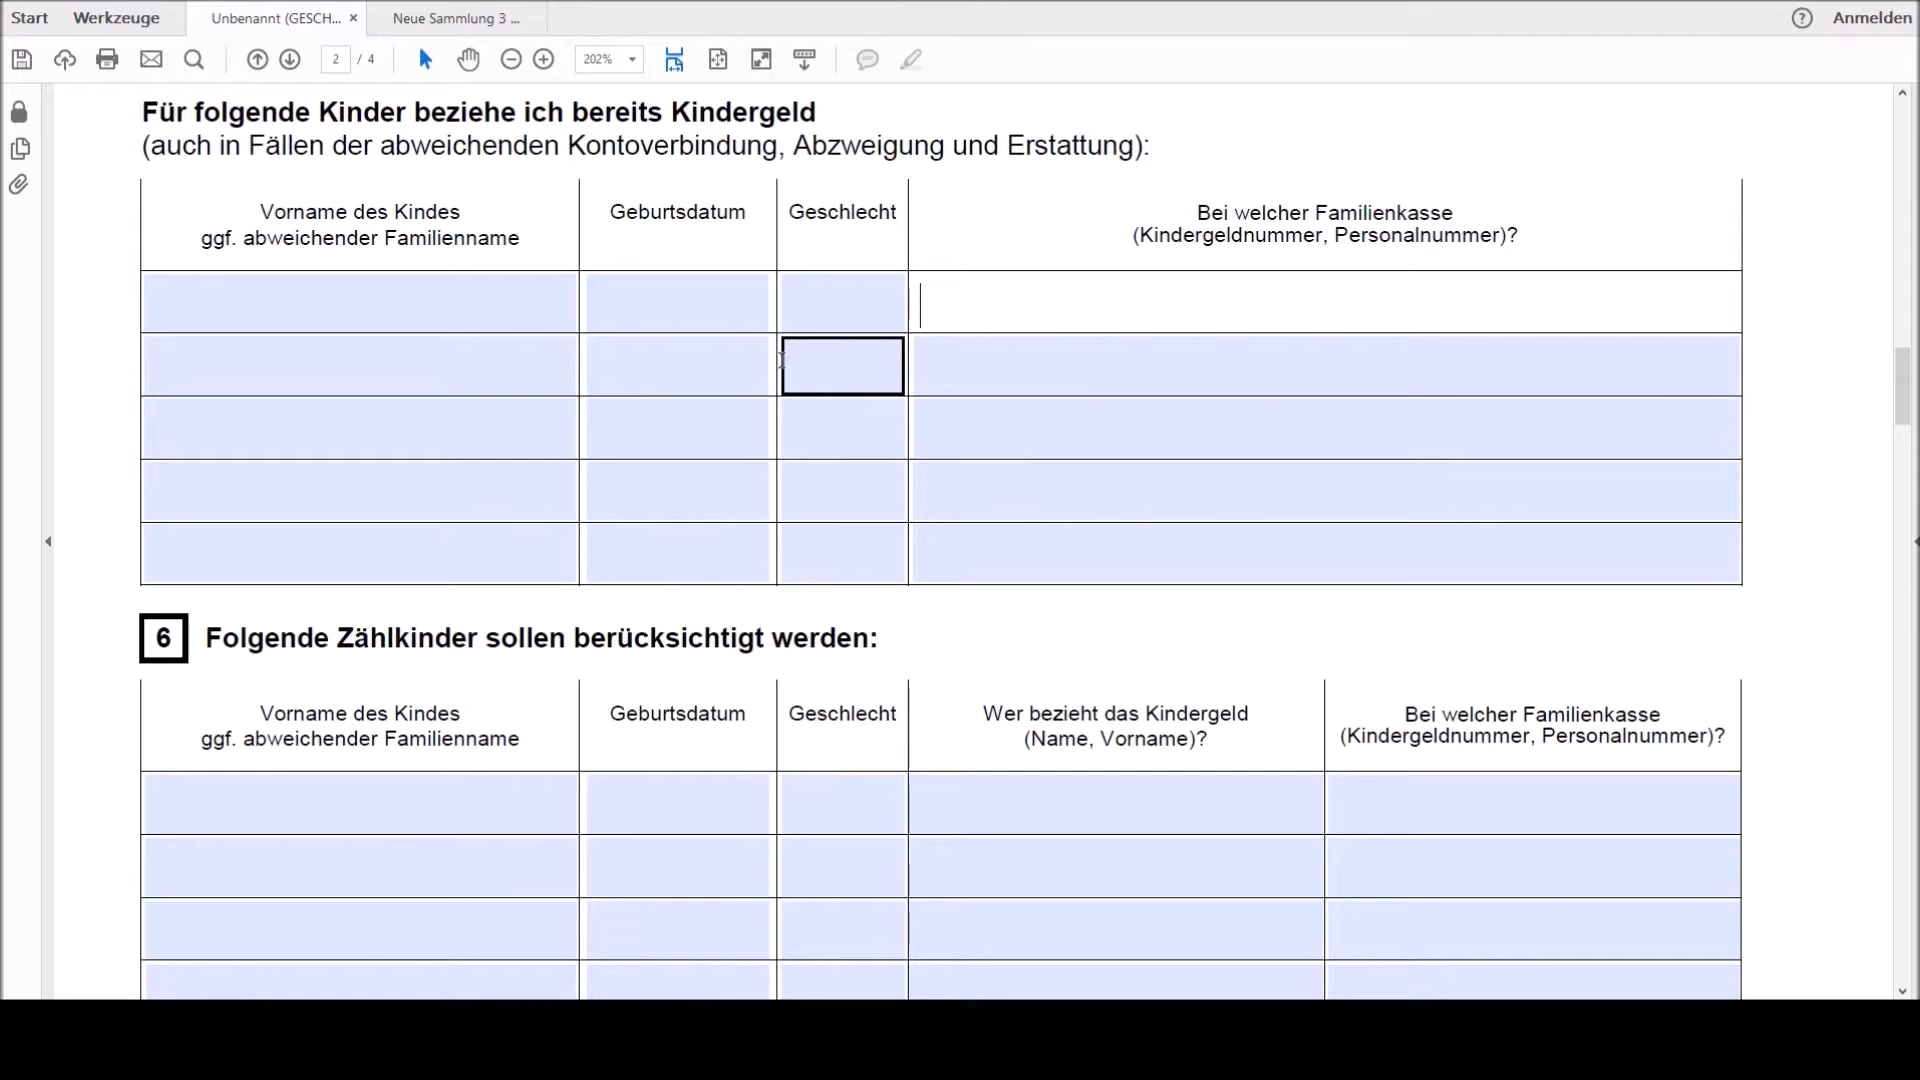 Start Werkzeuge Unbenannt (GESCH... × Neue Sammlung 3 ... ? Anmelden
2 / 4 202%
Für folgende Kinder beziehe ich bereits Kindergeld
(auch in Fällen der abweichenden Kontoverbindung, Abzweigung und Erstattung):
Vorname des Kindes
ggf. abweichender Familienname
Geburtsdatum
Geschlecht
Bei welcher Familienkasse
(Kindergeldnummer, Personalnummer)?
6 Folgende Zählkinder sollen berücksichtigt werden:
Vorname des Kindes
ggf. abweichender Familienname
Geburtsdatum
Geschlecht
Wer bezieht das Kindergeld
(Name, Vorname)?
Bei welcher Familienkasse
(Kindergeldnummer, Personalnummer)?